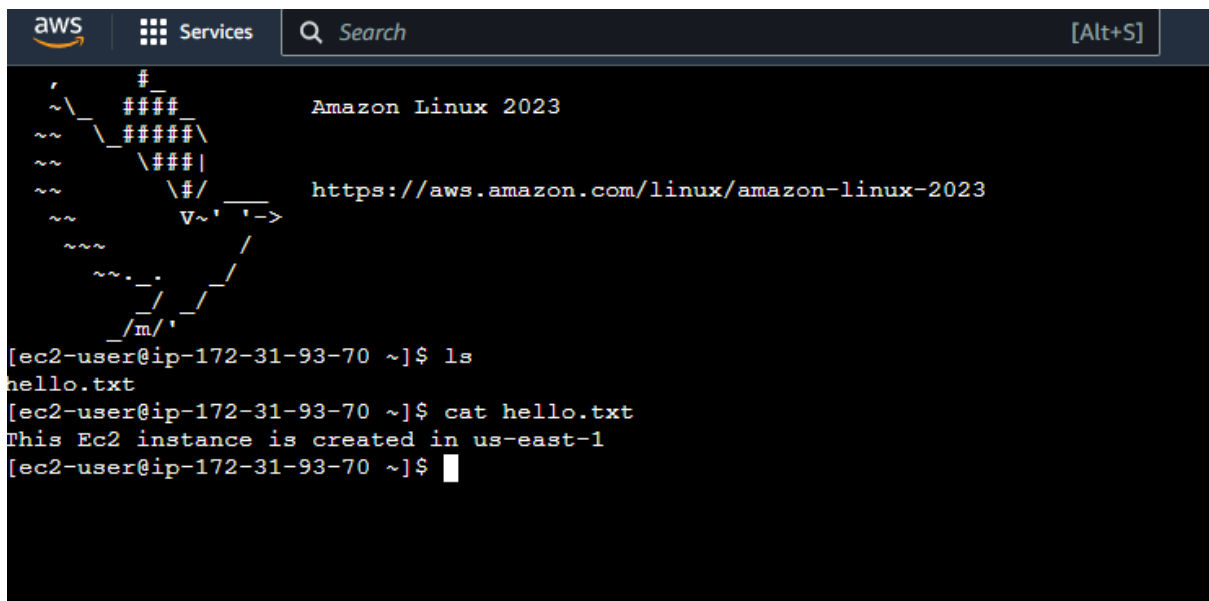 aws Services Search [Alt+S]
   ,     #_
   ~\_  ####_        Amazon Linux 2023
  ~~  \_#####\
  ~~     \###|
  ~~       \#/ ___   https://aws.amazon.com/linux/amazon-linux-2023
   ~~       V~' '->
    ~~~         /
      ~~._.   _/
         _/ _/
       _/m/'
[ec2-user@ip-172-31-93-70 ~]$ ls
hello.txt
[ec2-user@ip-172-31-93-70 ~]$ cat hello.txt
This Ec2 instance is created in us-east-1
[ec2-user@ip-172-31-93-70 ~]$